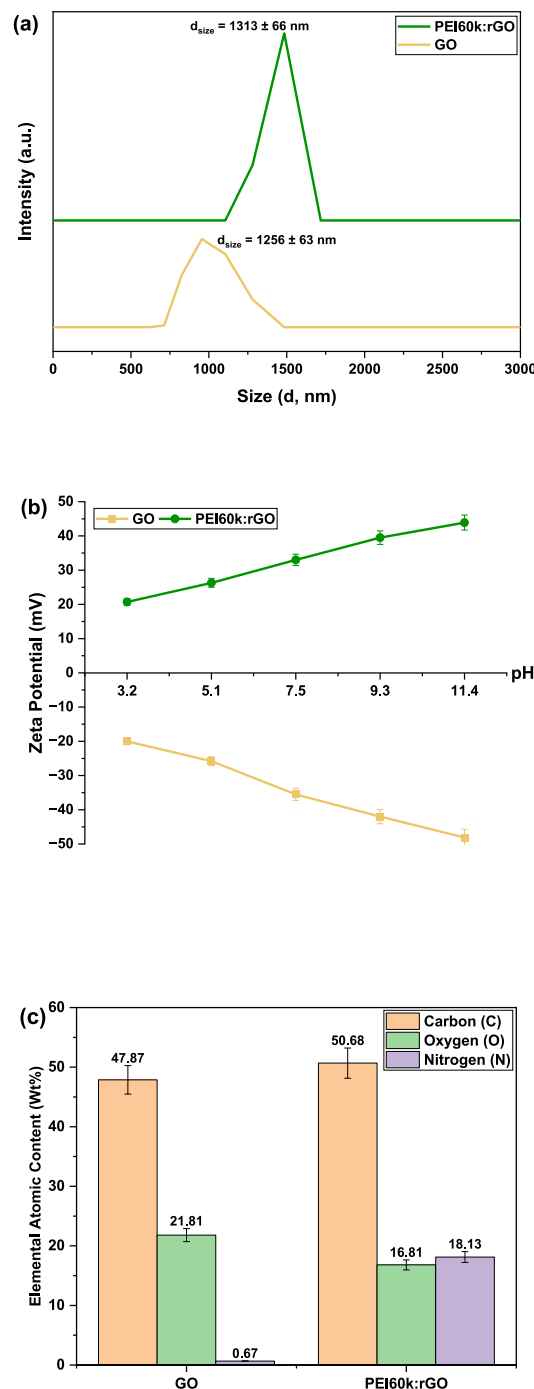 (a)
d_size = 1313 ± 66 nm
PEI60k:rGO
GO
d_size = 1256 ± 63 nm
Intensity (a.u.)
0 500 1000 1500 2000 2500 3000
Size (d, nm)
(b)
GO PEI60k:rGO
50
40
30
20
10
0
−10
−20
−30
−40
−50
Zeta Potential (mV)
pH
3.2 5.1 7.5 9.3 11.4
(c)
Carbon (C)
Oxygen (O)
Nitrogen (N)
60
50
40
30
20
10
0
Elemental Atomic Content (Wt%)
47.87
21.81
0.67
50.68
16.81
18.13
GO PEI60k:rGO